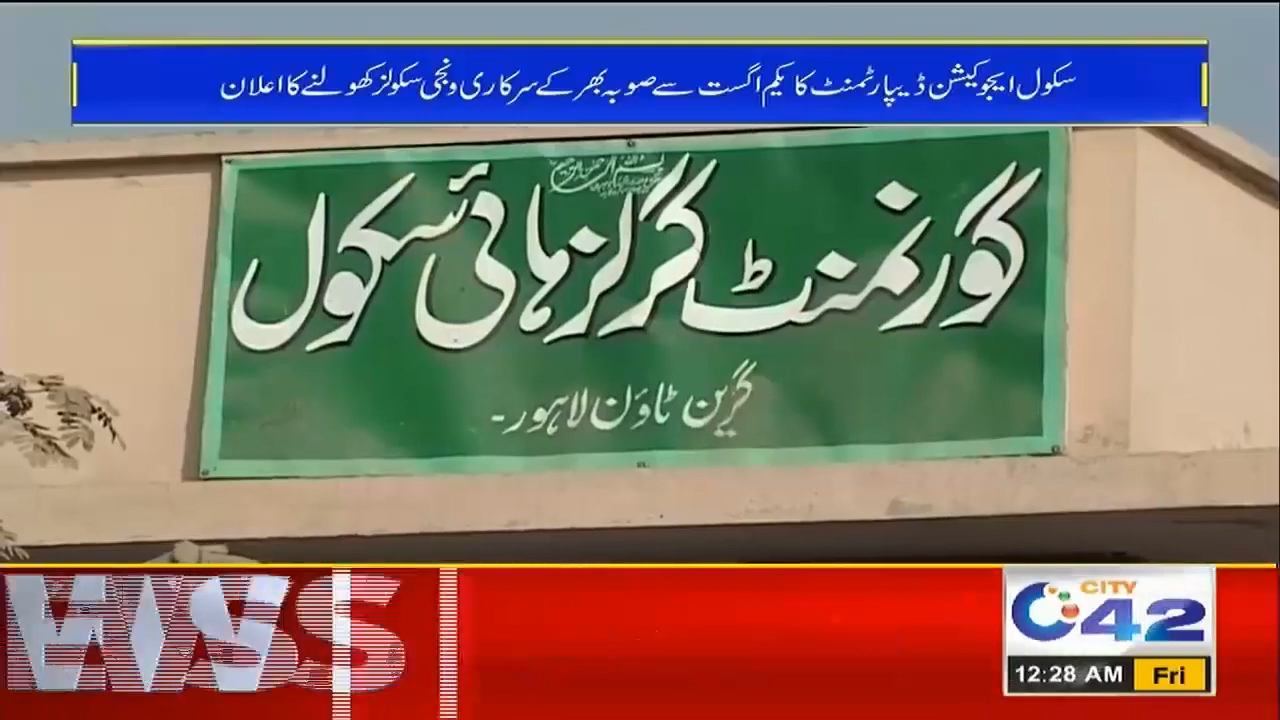 سکول ایجوکیشن ڈیپارٹمنٹ کا یکم اگست سے صوبہ بھر کے سرکاری و نجی سکولز کھولنے کا اعلان
گورنمنٹ گرلز ہائی سکول
گرین ٹاؤن لاہور۔
CITY
42
12:28 AM Fri